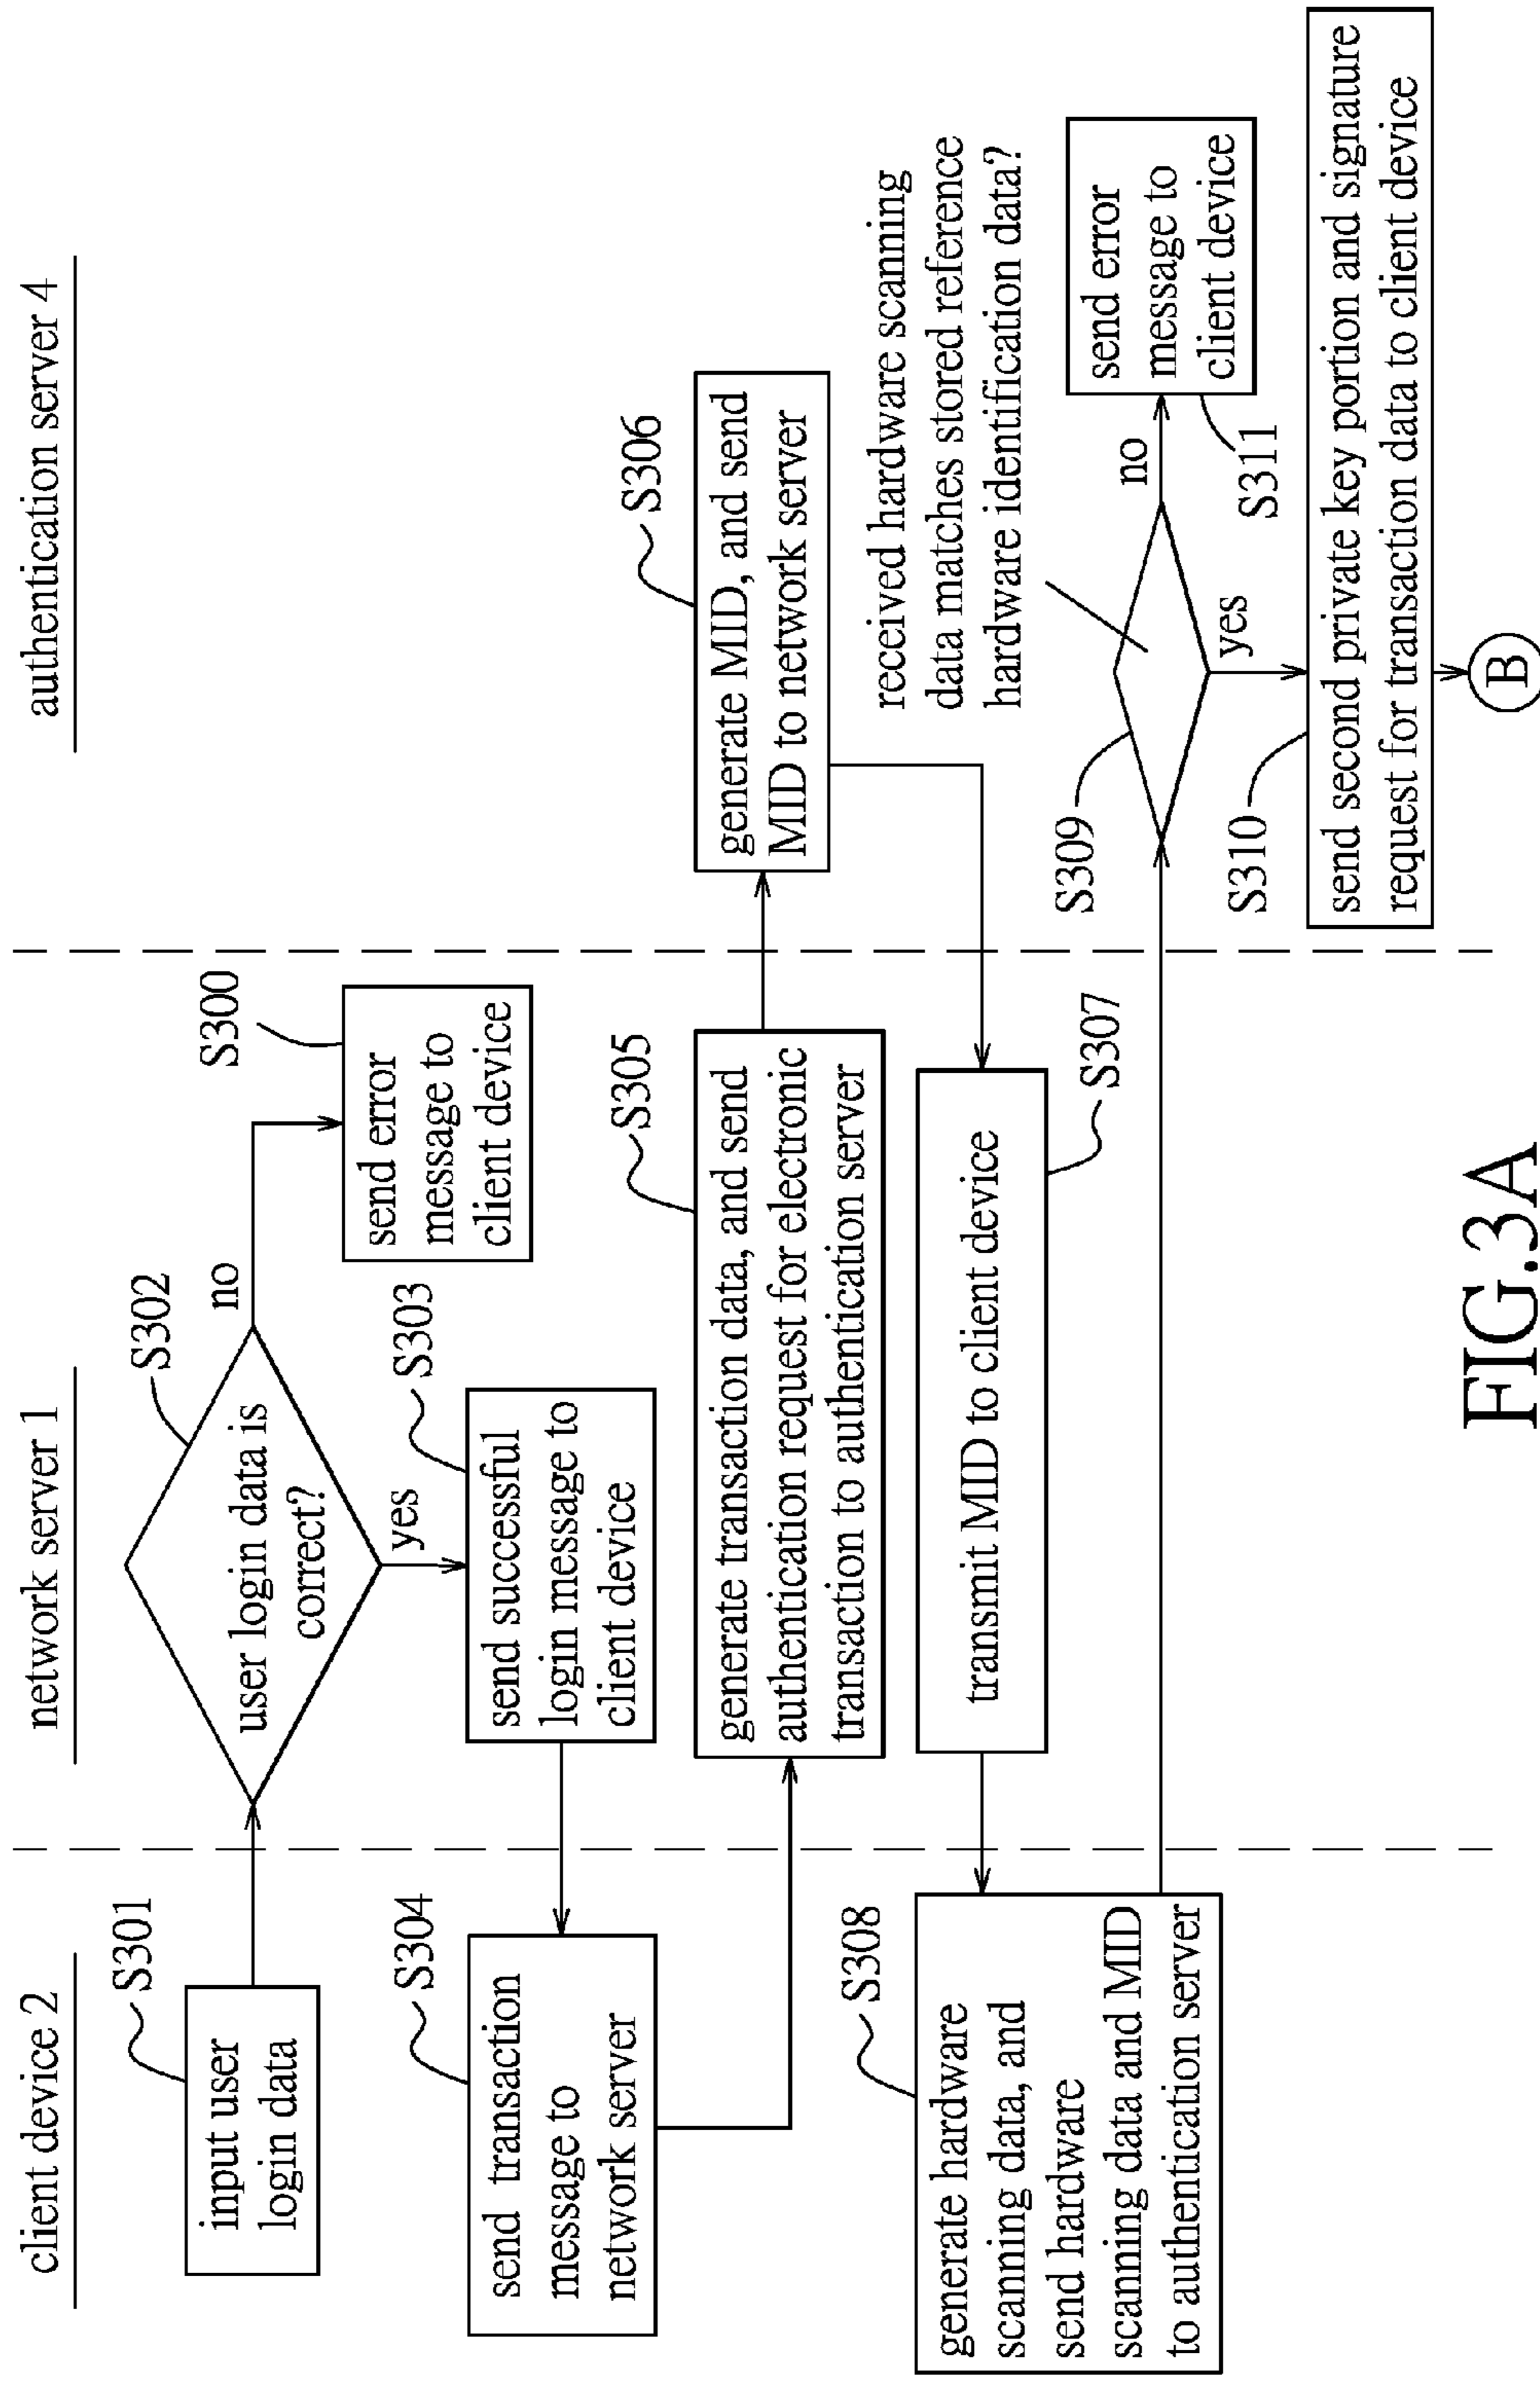 client device 2
network server 1
authentication server 4
S301
input user
login data
S302
user login data is
correct?
no
yes
S300
send error
message to
client device
S303
send successful
login message to
client device
S304
send transaction
message to
network server
S305
generate transaction data, and send
authentication request for electronic
transaction to authentication server
S306
generate MID, and send
MID to network server
S307
transmit MID to client device
S308
generate hardware
scanning data, and
send hardware
scanning data and MID
to authentication server
received hardware scanning
data matches stored reference
hardware identification data?
S309
no
yes
S311
send error
message to
client device
S310
send second private key portion and signature
request for transaction data to client device
B
FIG.3A